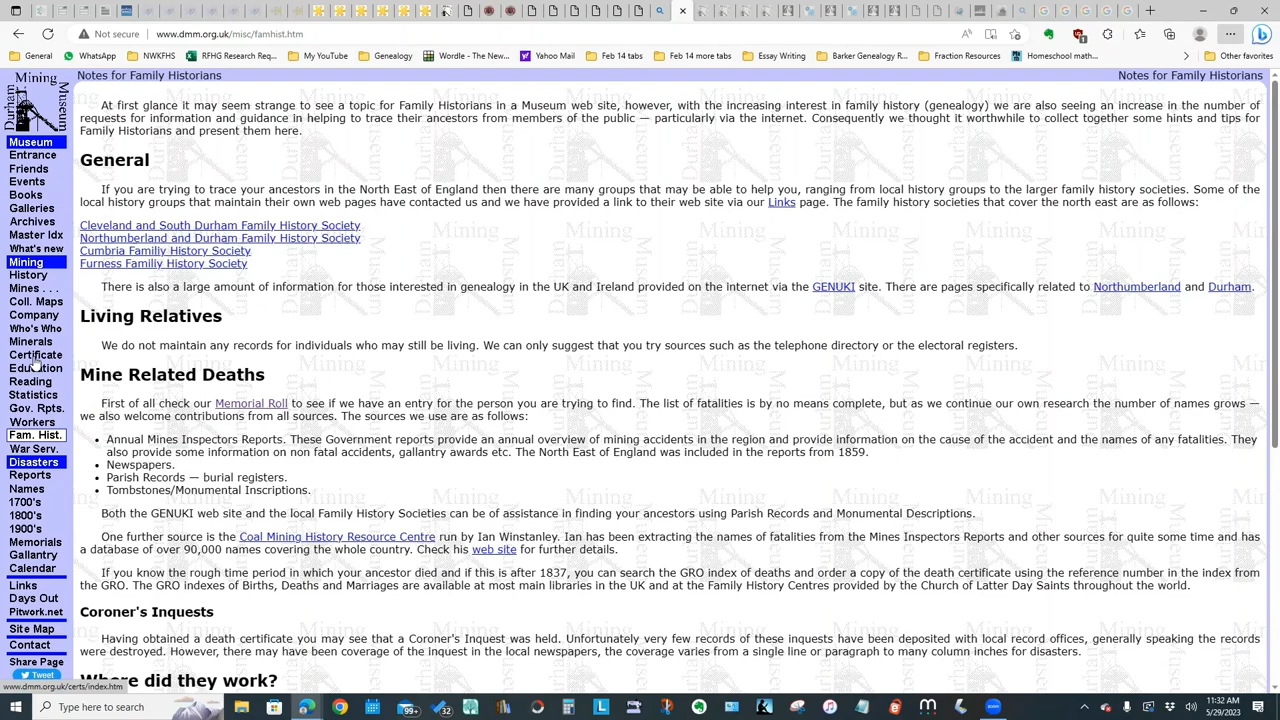 Not secure | www.dmm.org.uk/misc/famhist.htm
General
WhatsApp
NWKFHS
RFHG Research Req...
My YouTube
Genealogy
Wordle - The New...
Yahoo Mail
Feb 14 tabs
Feb 14 more tabs
Essay Writing
Barker Genealogy R...
Fraction Resources
Homeschool math...
Other favorites
Durham Mining Museum
Notes for Family Historians
Notes for Family Historians
Museum
Entrance
Friends
Events
Books
Galleries
Archives
Master Idx
What's new
Mining
History
Mines . . .
Coll. Maps
Company
Who's Who
Minerals
Certificate
Education
Reading
Statistics
Gov. Rpts.
Workers
Fam. Hist.
War Serv.
Disasters
Reports
Names
1700's
1800's
1900's
Memorials
Gallantry
Calendar
Links
Days Out
Pitwork.net
Site Map
Contact
Share Page
Tweet
At first glance it may seem strange to see a topic for Family Historians in a Museum web site, however, with the increasing interest in family history (genealogy) we are also seeing an increase in the number of
requests for information and guidance in helping to trace their ancestors from members of the public — particularly via the internet. Consequently we thought it worthwhile to collect together some hints and tips for
Family Historians and present them here.
General
If you are trying to trace your ancestors in the North East of England then there are many groups that may be able to help you, ranging from local history groups to the larger family history societies. Some of the
local history groups that maintain their own web pages have contacted us and we have provided a link to their web site via our Links page. The family history societies that cover the north east are as follows:
Cleveland and South Durham Family History Society
Northumberland and Durham Family History Society
Cumbria Familiy History Society
Furness Familiy History Society
There is also a large amount of information for those interested in genealogy in the UK and Ireland provided on the Internet via the GENUKI site. There are pages specifically related to Northumberland and Durham.
Living Relatives
We do not maintain any records for individuals who may still be living. We can only suggest that you try sources such as the telephone directory or the electoral registers.
Mine Related Deaths
First of all check our Memorial Roll to see if we have an entry for the person you are trying to find. The list of fatalities is by no means complete, but as we continue our own research the number of names grows —
we also welcome contributions from all sources. The sources we use are as follows:
• Annual Mines Inspectors Reports. These Government reports provide an annual overview of mining accidents in the region and provide information on the cause of the accident and the names of any fatalities. They
also provide some information on non fatal accidents, gallantry awards etc. The North East of England was included in the reports from 1859.
• Newspapers.
• Parish Records — burial registers.
• Tombstones/Monumental Inscriptions.
Both the GENUKI web site and the local Family History Societies can be of assistance in finding your ancestors using Parish Records and Monumental Descriptions.
One further source is the Coal Mining History Resource Centre run by Ian Winstanley. Ian has been extracting the names of fatalities from the Mines Inspectors Reports and other sources for quite some time and has
a database of over 90,000 names covering the whole country. Check his web site for further details.
If you know the rough time period in which your ancestor died and if this is after 1837, you can search the GRO index of deaths and order a copy of the death certificate using the reference number in the index from
the GRO. The GRO indexes of Births, Deaths and Marriages are available at most main libraries in the UK and at the Family History Centres provided by the Church of Latter Day Saints throughout the world.
Coroner's Inquests
Having obtained a death certificate you may see that a Coroner's Inquest was held. Unfortunately very few records of these inquests have been deposited with local record offices, generally speaking the records
were destroyed. However, there may have been coverage of the inquest in the local newspapers, the coverage varies from a single line or paragraph to many column inches for disasters.
Where did they work?
www.dmm.org.uk/certs/index.htm
Type here to search
99+
32
11:32 AM
5/29/2023